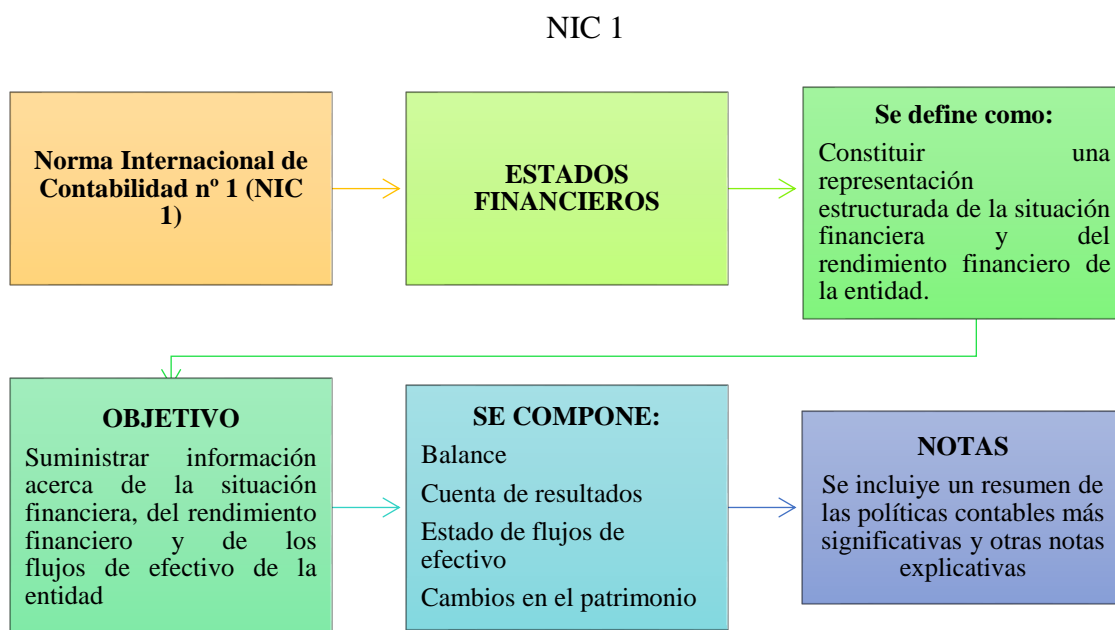 NIC 1
Norma Internacional de
Contabilidad nº 1 (NIC
1)
ESTADOS
FINANCIEROS
Se define como:
Constituir una
representación
estructurada de la situación
financiera y del
rendimiento financiero de
la entidad.
OBJETIVO
Suministrar información
acerca de la situación
financiera, del rendimiento
financiero y de los
flujos de efectivo de la
entidad
SE COMPONE:
Balance
Cuenta de resultados
Estado de flujos de
efectivo
Cambios en el patrimonio
NOTAS
Se incluiye un resumen de
las políticas contables más
significativas y otras notas
explicativas